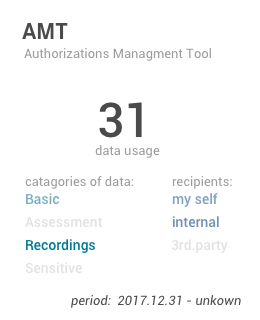 AMT
Authorizations Managment Tool
31
data usage
catagories of data: recipients:
Basic my self
Assessment internal
Recordings 3rd.party
Sensitive
period: 2017.12.31 - unkown